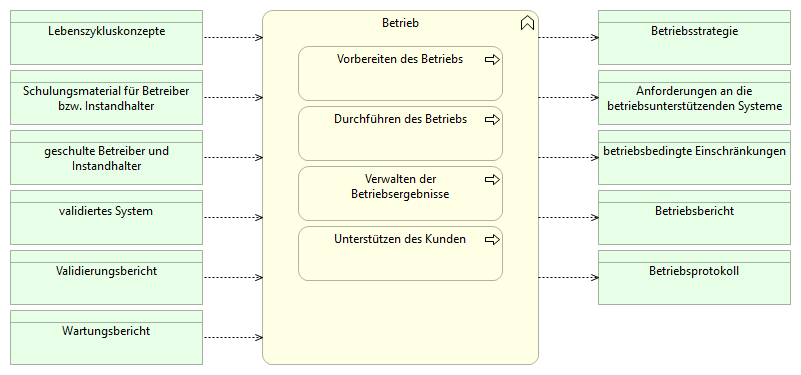 Lebenszykluskonzepte
Schulungsmaterial für Betreiber
bzw. Instandhalter
geschulte Betreiber und
Instandhalter
validiertes System
Validierungsbericht
Wartungsbericht
Betrieb
Vorbereiten des Betriebs
Durchführen des Betriebs
Verwalten der
Betriebsergebnisse
Unterstützen des Kunden
Betriebsstrategie
Anforderungen an die
betriebsunterstützenden Systeme
betriebsbedingte Einschränkungen
Betriebsbericht
Betriebsprotokoll